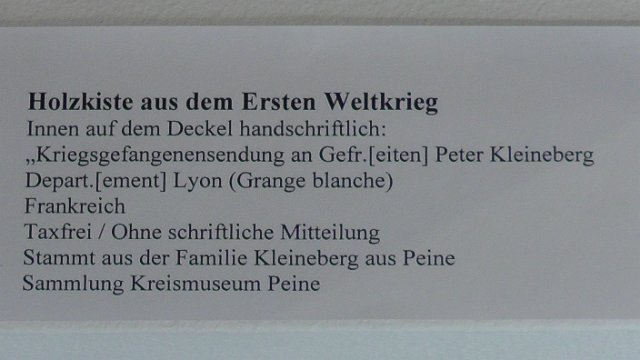 Holzkiste aus dem Ersten Weltkrieg
Innen auf dem Deckel handschriftlich:
„Kriegsgefangenensendung an Gefr.[eiten] Peter Kleineberg
Depart.[ement] Lyon (Grange blanche)
Frankreich
Taxfrei / Ohne schriftliche Mitteilung
Stammt aus der Familie Kleineberg aus Peine
Sammlung Kreismuseum Peine